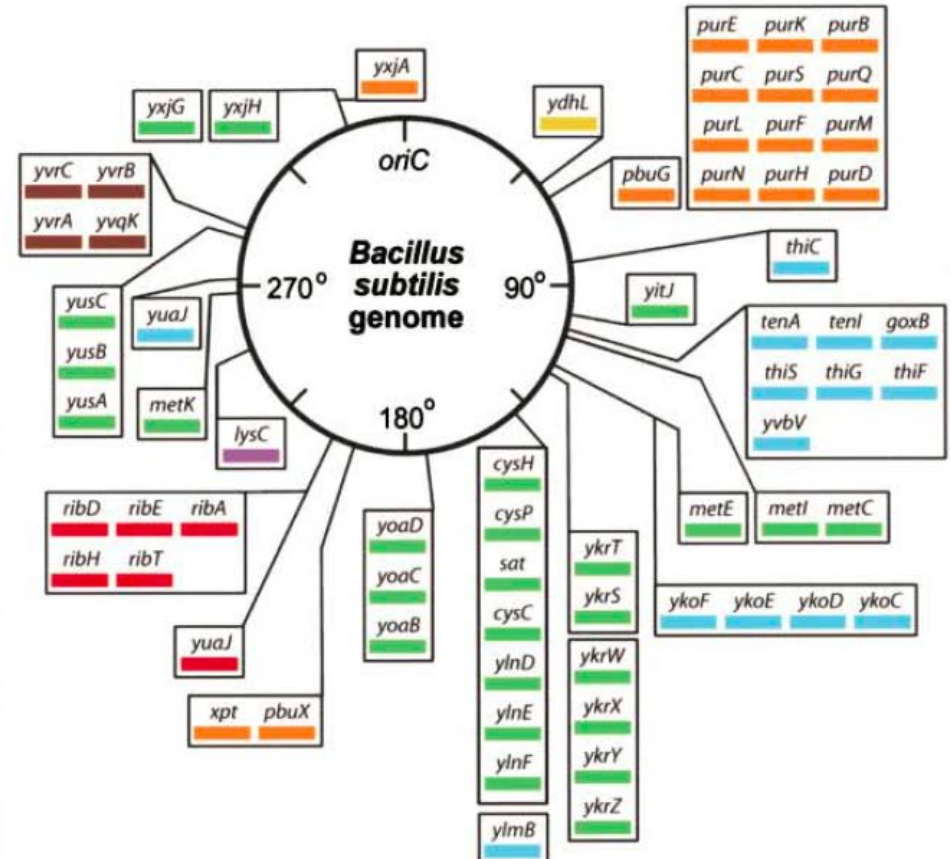 purE purK purB
purC purS purQ
purL purF purM
purN purH purD
yxjA
yxjG yxjH
ydhL
pbuG
yvrC yvrB
yvrA yvqK
oriC
thiC
Bacillus
subtilis
genome
270° 90°
180°
yitJ
yusC
yusB
yusA
yuaJ
tenA tenI goxB
thiS thiG thiF
yvbV
metK
lysC
cysH
cysP
sat
cysC
ylnD
ylnE
ylnF
metE
metI metC
ribD ribE ribA
ribH ribT
yoaD
yoaC
yoaB
ykrT
ykrS
ykoF ykoE ykoD ykoC
yuaJ
ykrW
ykrX
ykrY
ykrZ
xpt pbuX
ylmB